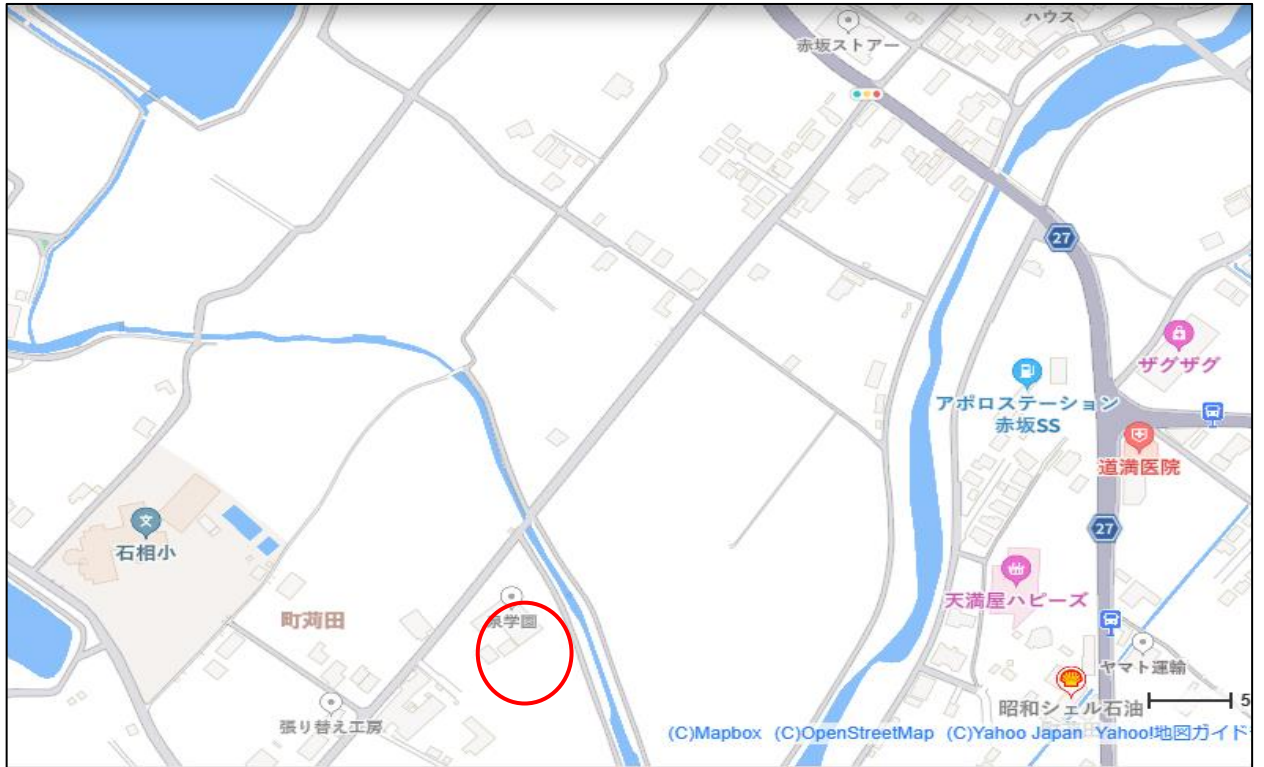 ハウス
赤坂ストアー
27
ザグザグ
アポロステーション
赤坂SS
道満医院
27
文
石相小
天満屋ハピーズ
町苅田
泉学園
ヤマト運輸
昭和シェル石油
5
張り替え工房
(C)Mapbox (C)OpenStreetMap (C)Yahoo Japan Yahoo!地図ガイド